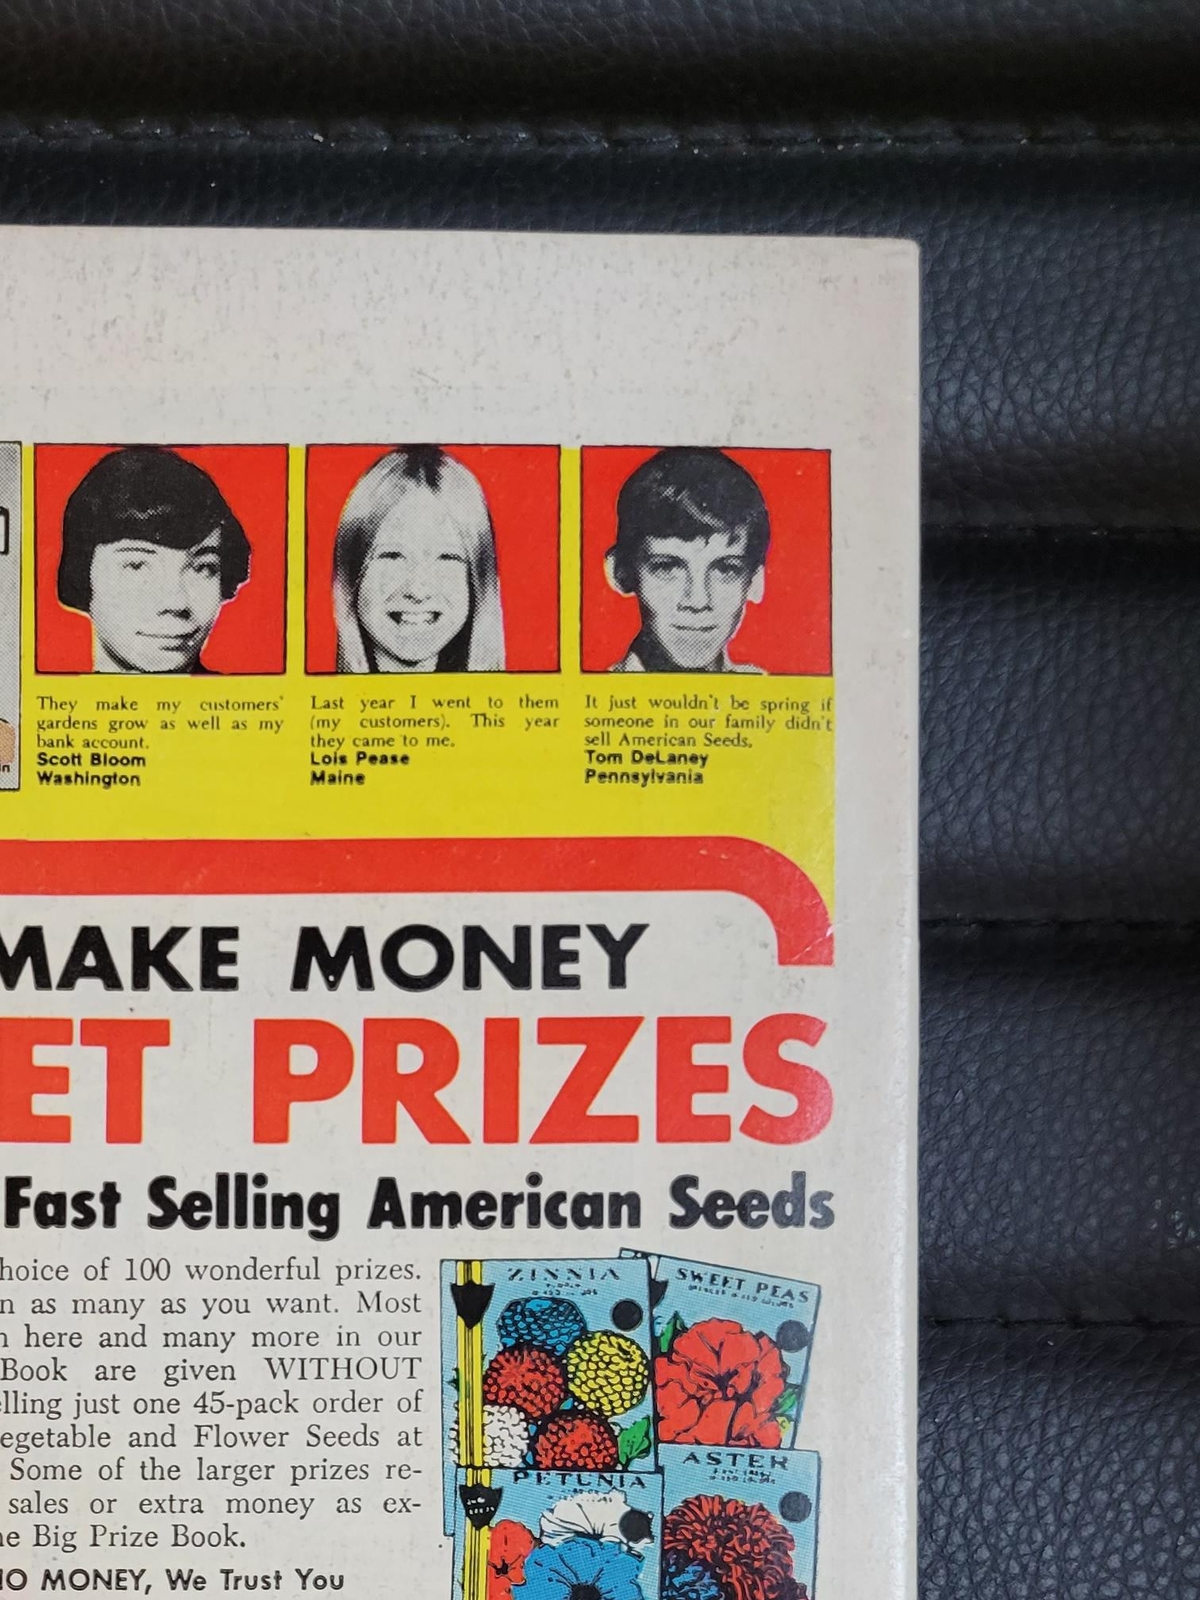 They make my customers'
gardens grow as well as my
bank account.
Scott Bloom
Washington
Last year I went to them
(my customers). This year
they came to me.
Lois Pease
Maine
It just wouldn't be spring if
someone in our family didn't
sell American Seeds.
Tom DeLaney
Pennsylvania
MAKE MONEY
ET PRIZES
Fast Selling American Seeds
hoice of 100 wonderful prizes.
n as many as you want. Most
n here and many more in our
Book are given WITHOUT
elling just one 45-pack order of
egetable and Flower Seeds at
Some of the larger prizes re-
sales or extra money as ex-
he Big Prize Book.
NO MONEY, We Trust You
ZINNIA
SWEET PEAS
PETUNIA
ASTER